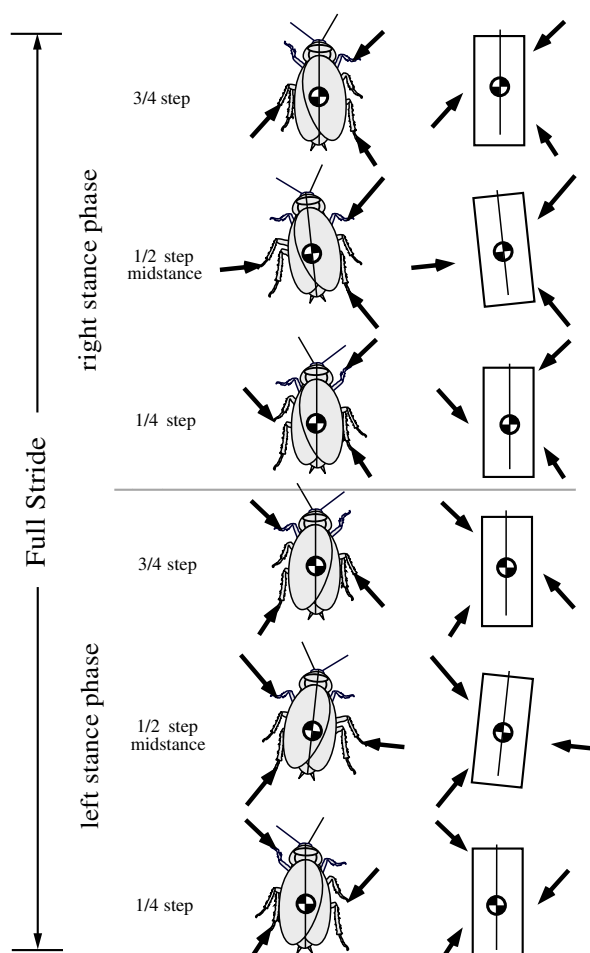 3/4 step
right stance phase
1/2 step
midstance
1/4 step
Full Stride
3/4 step
left stance phase
1/2 step
midstance
1/4 step